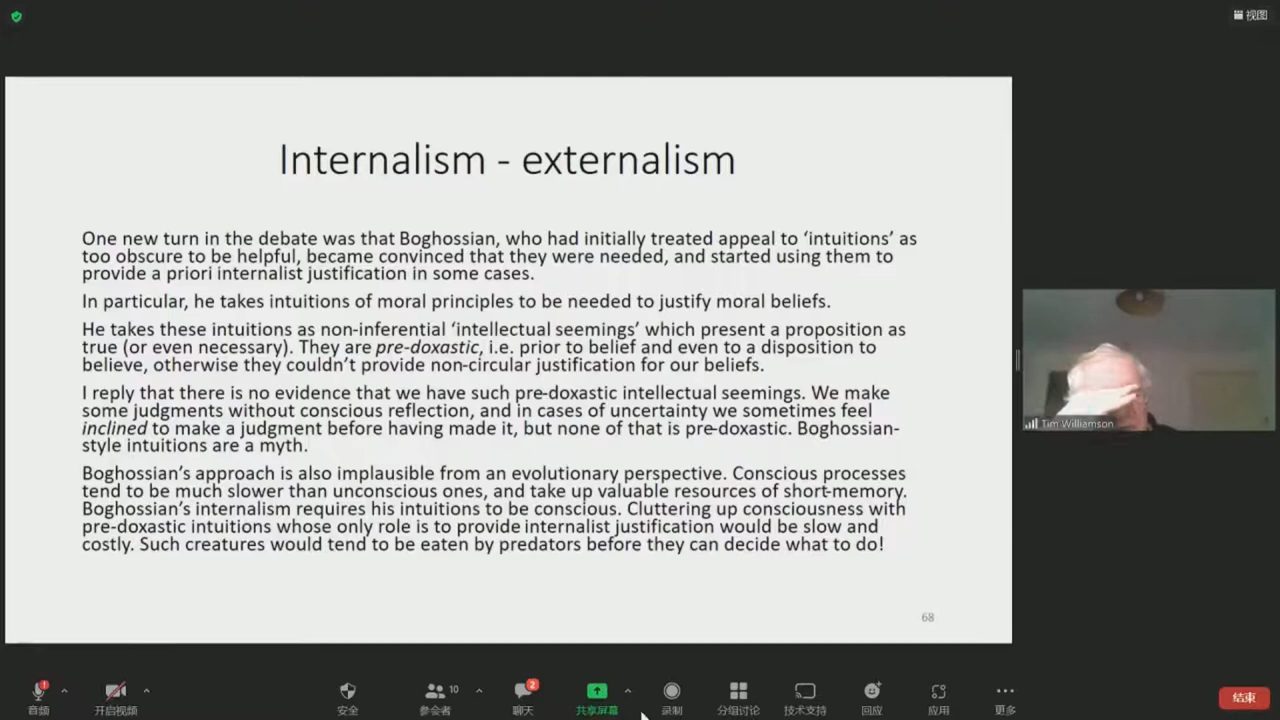 视图
Internalism - externalism
One new turn in the debate was that Boghossian, who had initially treated appeal to ‘intuitions’ as
too obscure to be helpful, became convinced that they were needed, and started using them to
provide a priori internalist justification in some cases.
In particular, he takes intuitions of moral principles to be needed to justify moral beliefs.
He takes these intuitions as non-inferential ‘intellectual seemings’ which present a proposition as
true (or even necessary). They are pre-doxastic, i.e. prior to belief and even to a disposition to
believe, otherwise they couldn’t provide non-circular justification for our beliefs.
I reply that there is no evidence that we have such pre-doxastic intellectual seemings. We make
some judgments without conscious reflection, and in cases of uncertainty we sometimes feel
inclined to make a judgment before having made it, but none of that is pre-doxastic. Boghossian-
style intuitions are a myth.
Boghossian’s approach is also implausible from an evolutionary perspective. Conscious processes
tend to be much slower than unconscious ones, and take up valuable resources of short-memory.
Boghossian’s internalism requires his intuitions to be conscious. Cluttering up consciousness with
pre-doxastic intuitions whose only role is to provide internalist justification would be slow and
costly. Such creatures would tend to be eaten by predators before they can decide what to do!
68
Tim Williamson
10
2
音频
开启视频
安全
参会者
聊天
共享屏幕
录制
分组讨论
技术支持
回应
应用
更多
结束